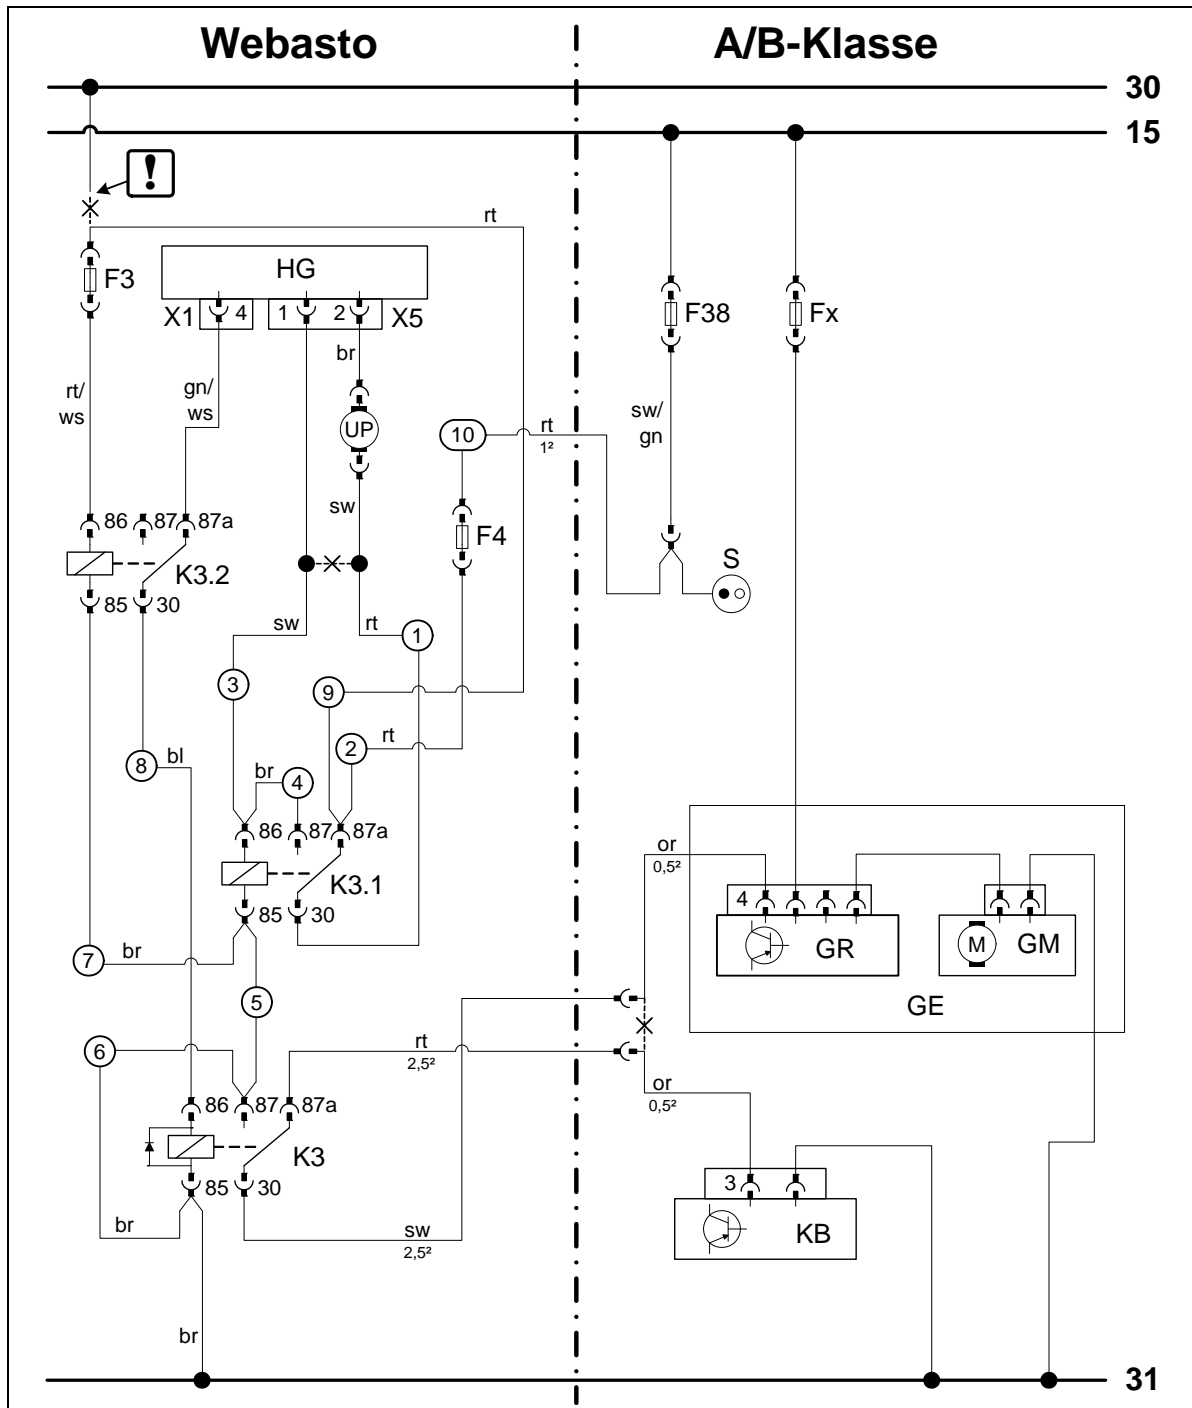 Webasto
A/B-Klasse
30
15
!
rt
HG
F3
X1
4
1
2
X5
F38
Fx
br
rt/
ws
gn/
ws
UP
10
rt
1²
sw/
gn
sw
F4
86
87
87a
K3.2
S
85
30
sw
rt
1
3
9
2
rt
8
bl
br
4
86
87
87a
K3.1
85
30
or
0,5²
4
GR
M
GM
GE
7
br
5
6
rt
2,5²
or
0,5²
86
87
87a
K3
85
30
3
KB
br
sw
2,5²
br
31